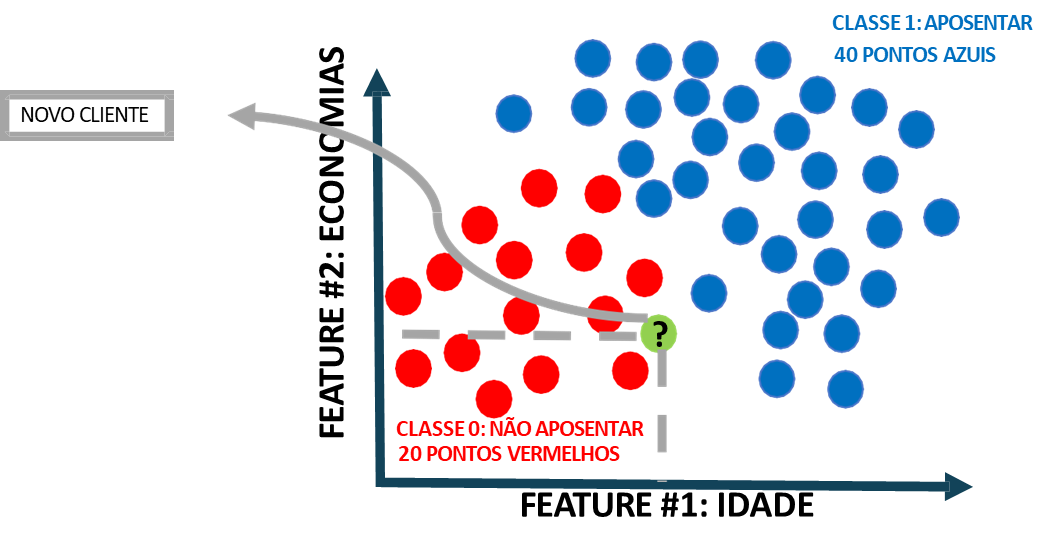 CLASSE 1: APOSENTAR
40 PONTOS AZUIS
NOVO CLIENTE
FEATURE #2: ECONOMIAS
?
CLASSE 0: NÃO APOSENTAR
20 PONTOS VERMELHOS
FEATURE #1: IDADE